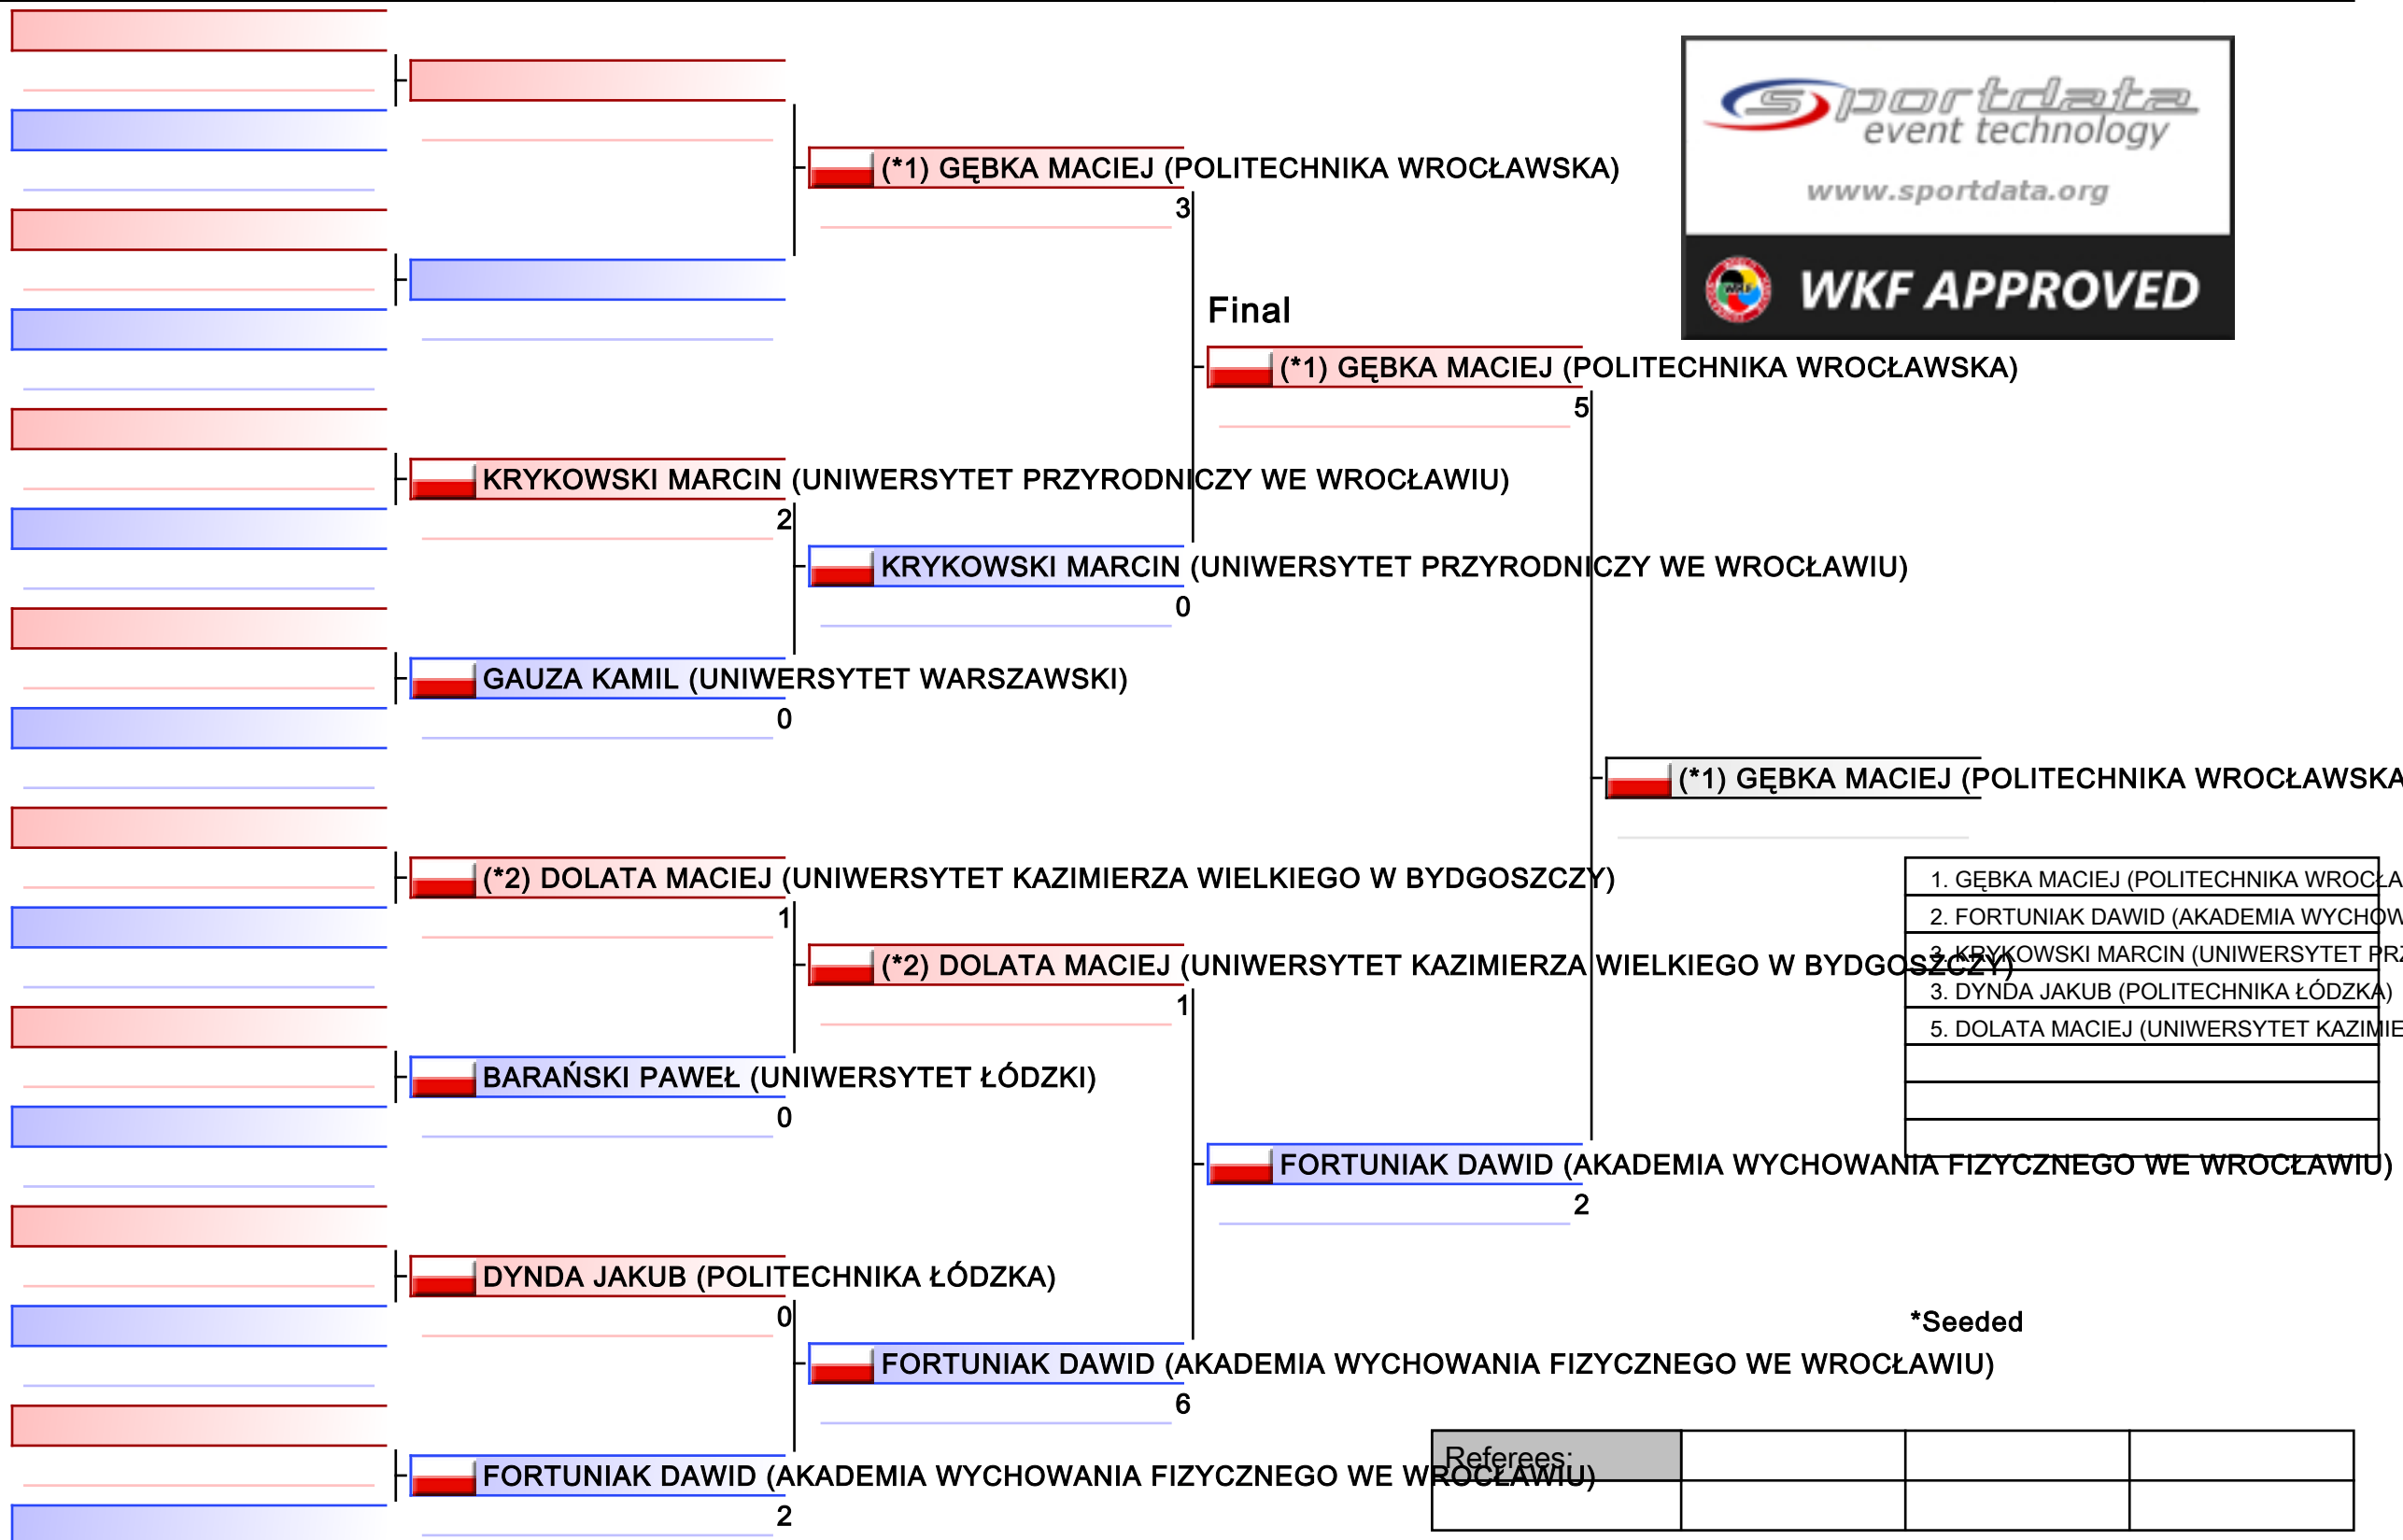 sportdata
event technology
www.sportdata.org
WKF APPROVED
(*1) GĘBKA MACIEJ (POLITECHNIKA WROCŁAWSKA)
3
Final
(*1) GĘBKA MACIEJ (POLITECHNIKA WROCŁAWSKA)
5
KRYKOWSKI MARCIN (UNIWERSYTET PRZYRODNICZY WE WROCŁAWIU)
2
KRYKOWSKI MARCIN (UNIWERSYTET PRZYRODNICZY WE WROCŁAWIU)
0
GAUZA KAMIL (UNIWERSYTET WARSZAWSKI)
0
(*1) GĘBKA MACIEJ (POLITECHNIKA WROCŁAWSKA
(*2) DOLATA MACIEJ (UNIWERSYTET KAZIMIERZA WIELKIEGO W BYDGOSZCZY)
1
1. GĘBKA MACIEJ (POLITECHNIKA WROCŁA
2. FORTUNIAK DAWID (AKADEMIA WYCHOW
3. KRYKOWSKI MARCIN (UNIWERSYTET PRZ
3. DYNDA JAKUB (POLITECHNIKA ŁÓDZKA)
5. DOLATA MACIEJ (UNIWERSYTET KAZIMIE
(*2) DOLATA MACIEJ (UNIWERSYTET KAZIMIERZA WIELKIEGO W BYDGOSZCZY)
1
BARAŃSKI PAWEŁ (UNIWERSYTET ŁÓDZKI)
0
FORTUNIAK DAWID (AKADEMIA WYCHOWANIA FIZYCZNEGO WE WROCŁAWIU)
2
DYNDA JAKUB (POLITECHNIKA ŁÓDZKA)
0
*Seeded
FORTUNIAK DAWID (AKADEMIA WYCHOWANIA FIZYCZNEGO WE WROCŁAWIU)
6
Referees:
FORTUNIAK DAWID (AKADEMIA WYCHOWANIA FIZYCZNEGO WE WROCŁAWIU)
2